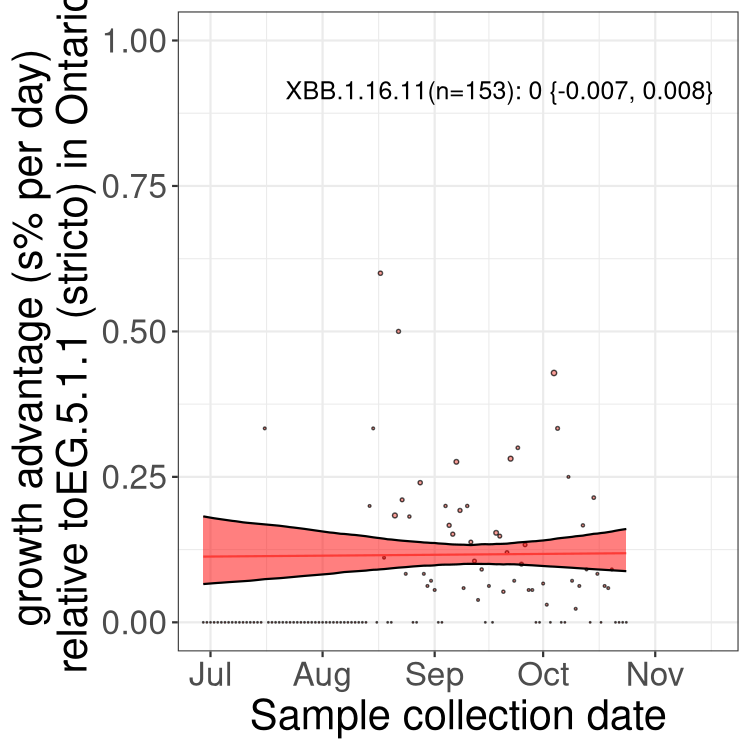 growth advantage (s% per day)
relative toEG.5.1.1 (stricto) in Ontario
1.00
0.75
0.50
0.25
0.00
XBB.1.16.11(n=153): 0 {-0.007, 0.008}
Jul Aug Sep Oct Nov
Sample collection date